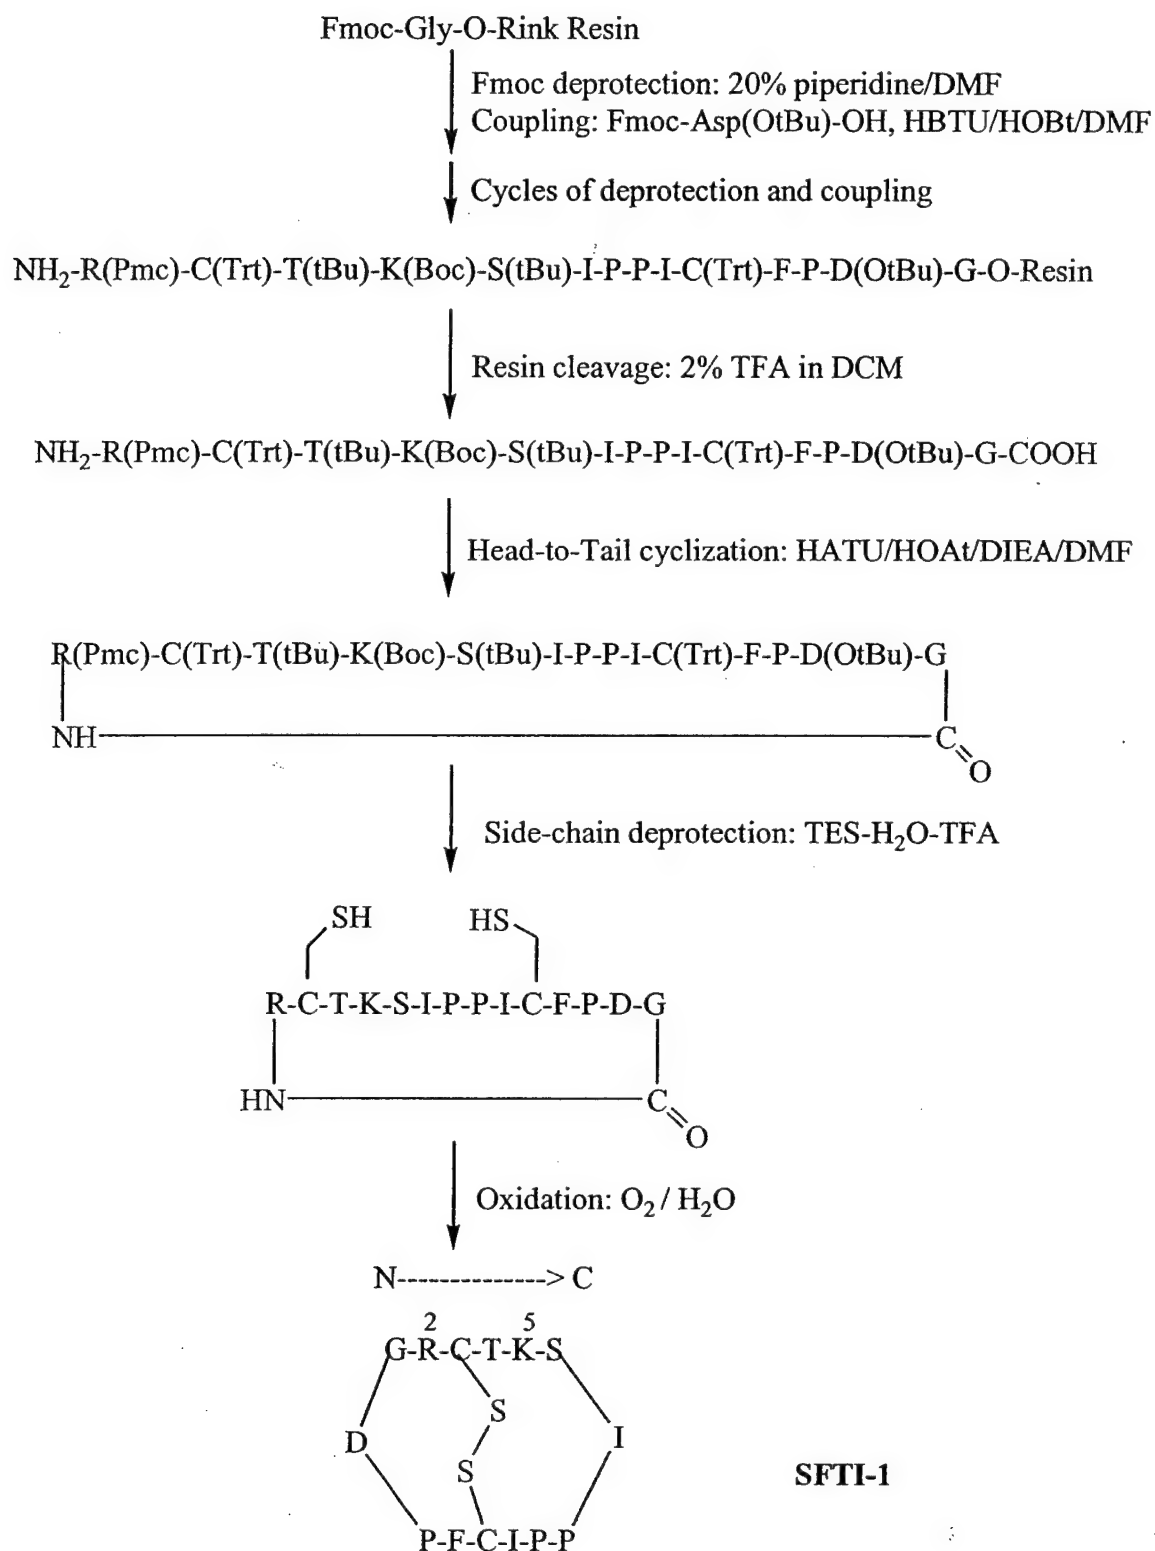 Fmoc-Gly-O-Rink Resin
Fmoc deprotection: 20% piperidine/DMF
Coupling: Fmoc-Asp(OtBu)-OH, HBTU/HOBt/DMF
Cycles of deprotection and coupling
NH2-R(Pmc)-C(Trt)-T(tBu)-K(Boc)-S(tBu)-I-P-P-I-C(Trt)-F-P-D(OtBu)-G-O-Resin
Resin cleavage: 2% TFA in DCM
NH2-R(Pmc)-C(Trt)-T(tBu)-K(Boc)-S(tBu)-I-P-P-I-C(Trt)-F-P-D(OtBu)-G-COOH
Head-to-Tail cyclization: HATU/HOAt/DIEA/DMF
R(Pmc)-C(Trt)-T(tBu)-K(Boc)-S(tBu)-I-P-P-I-C(Trt)-F-P-D(OtBu)-G
NH C
O
Side-chain deprotection: TES-H2O-TFA
SH HS
R-C-T-K-S-I-P-P-I-C-F-P-D-G
HN C
O
Oxidation: O2 / H2O
N--------------> C
2 5
G-R-C-T-K-S
S
D I
S
SFTI-1
P-F-C-I-P-P